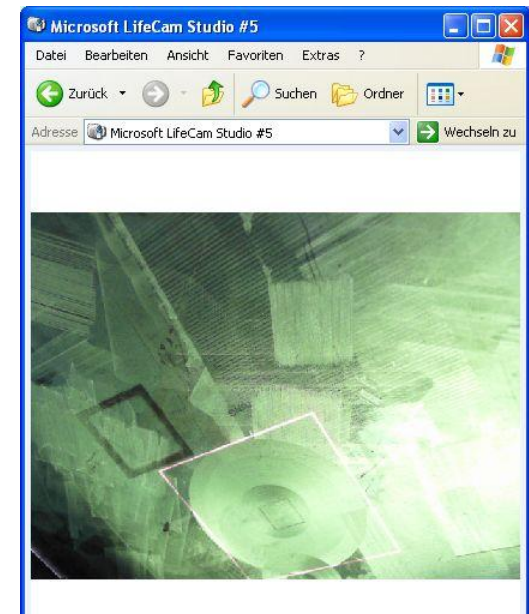 Microsoft LifeCam Studio #5
Datei Bearbeiten Ansicht Favoriten Extras ?
Zurück Suchen Ordner
Adresse Microsoft LifeCam Studio #5 Wechseln zu